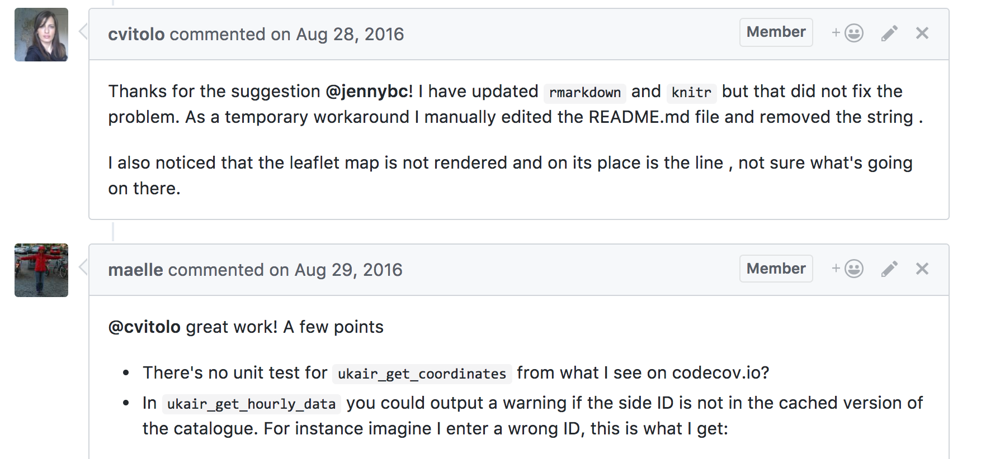 cvitolo commented on Aug 28, 2016 Member +
Thanks for the suggestion @jennybc! I have updated rmarkdown and knitr but that did not fix the
problem. As a temporary workaround I manually edited the README.md file and removed the string .
I also noticed that the leaflet map is not rendered and on its place is the line , not sure what's going
on there.
maelle commented on Aug 29, 2016 Member +
@cvitolo great work! A few points
• There's no unit test for ukair_get_coordinates from what I see on codecov.io?
• In ukair_get_hourly_data you could output a warning if the side ID is not in the cached version of
the catalogue. For instance imagine I enter a wrong ID, this is what I get: